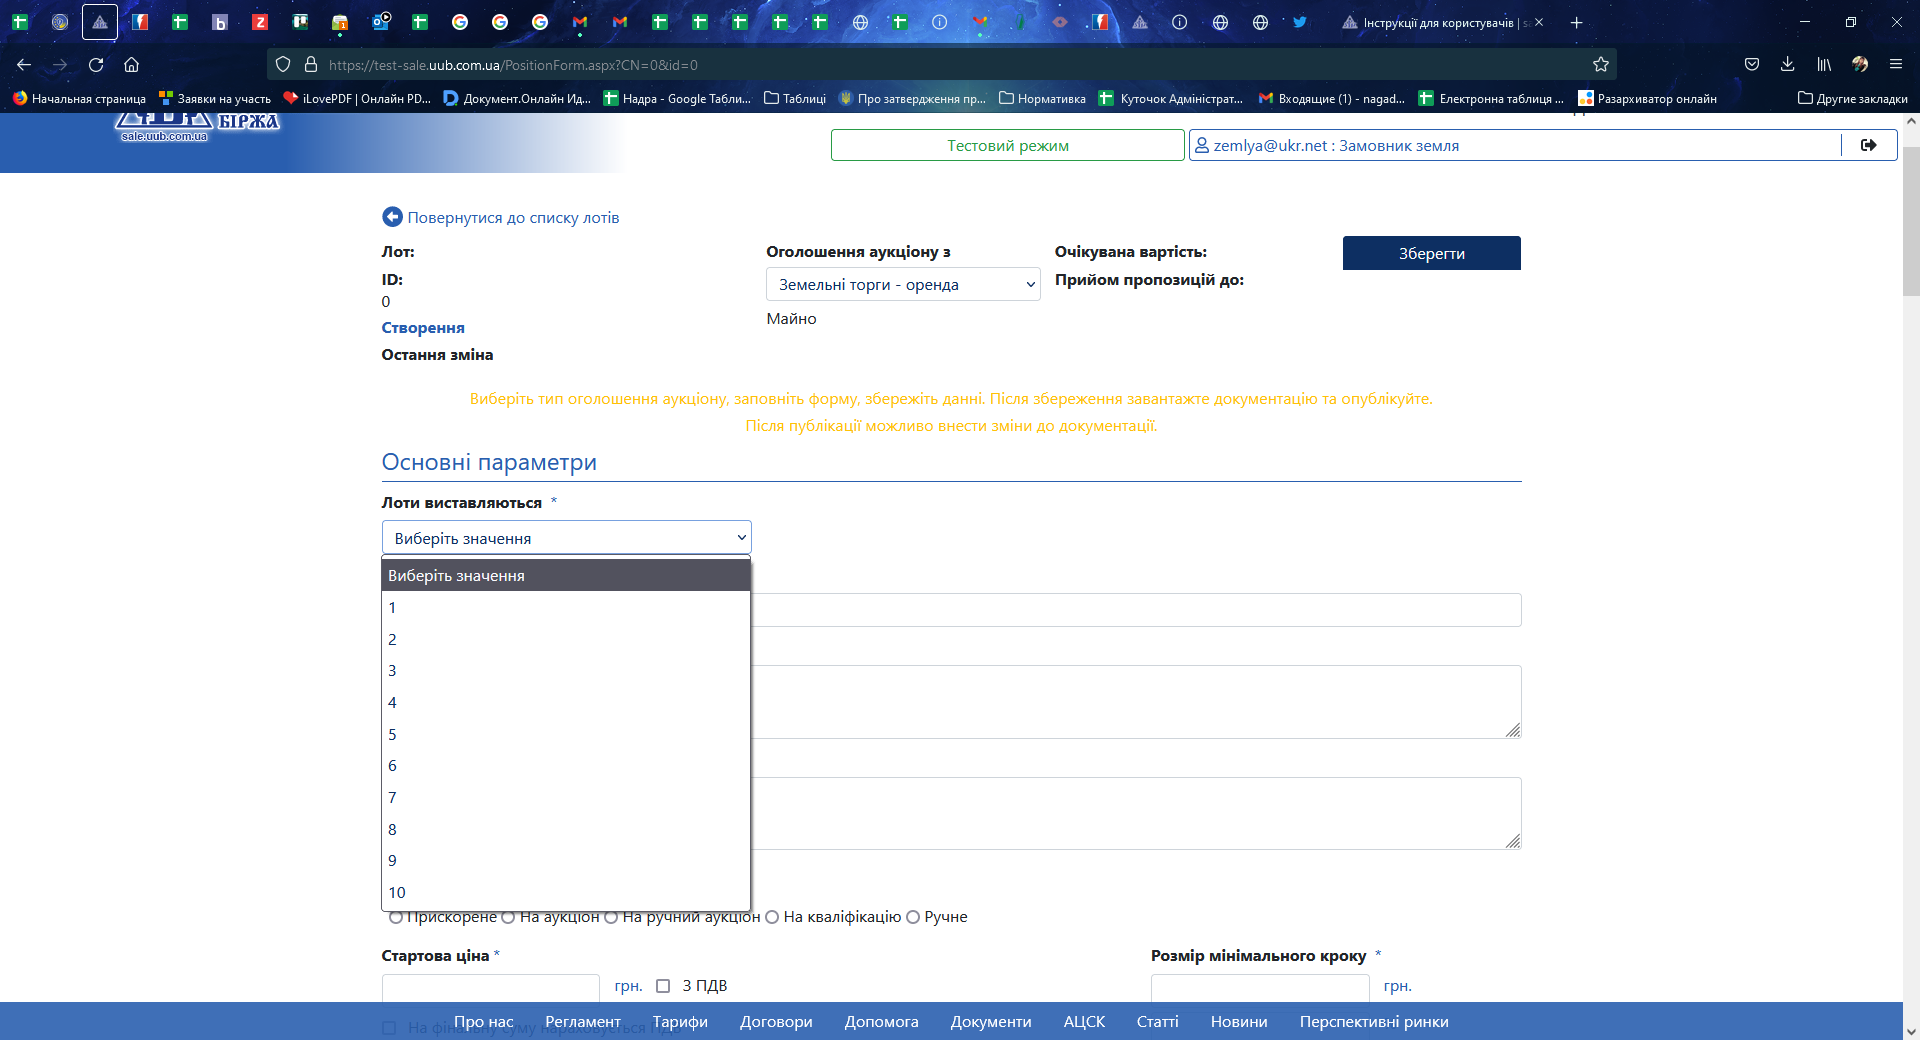 Інструкції для користувачів | sa
https://test-sale.uub.com.ua/PositionForm.aspx?CN=0&id=0
Начальная страница
Заявки на участь
iLovePDF | Онлайн PD...
Документ.Онлайн Ид...
Надра - Google Табли...
Таблиці
Про затвердження пр...
Нормативка
Куточок Адміністрат...
Входящие (1) - nagad...
Електронна таблиця ...
Разархиватор онлайн
Другие закладки
БІРЖА
sale.uub.com.ua
Тестовий режим
zemlya@ukr.net : Замовник земля
Повернутися до списку лотів
Лот:
Оголошення аукціону з
Очікувана вартість:
Зберегти
ID:
Земельні торги - оренда
Прийом пропозицій до:
0
Майно
Створення
Остання зміна
Виберіть тип оголошення аукціону, заповніть форму, збережіть данні. Після збереження завантажте документацію та опублікуйте.
Після публікації можливо внести зміни до документації.
Основні параметри
Лоти виставляються *
Виберіть значення
Виберіть значення
1
2
3
4
5
6
7
8
9
10
Прискорене
На аукціон
На ручний аукціон
На кваліфікацію
Ручне
Стартова ціна *
Розмір мінімального кроку *
грн.
З ПДВ
грн.
На фінальну суму нараховується ПДВ
Про нас
Регламент
Тарифи
Договори
Допомога
Документи
АЦСК
Статті
Новини
Перспективні ринки